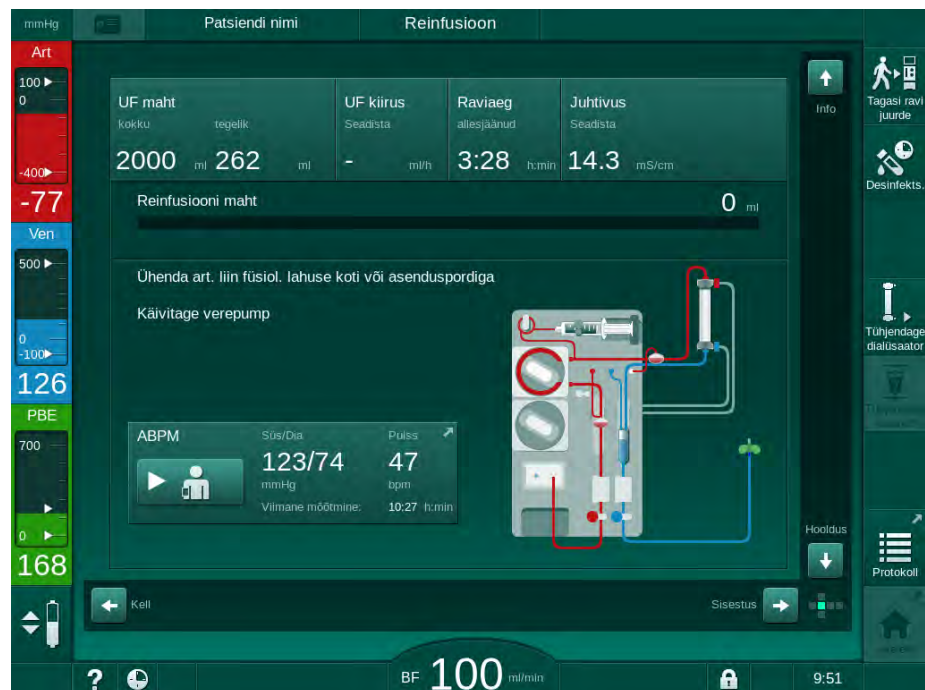 mmHg
Patsiendi nimi
Reinfusioon
Art
100
0
-400
-77
Ven
500
0
-100
126
PBE
700
0
168
UF maht
kokku tegelik
2000 ml 262 ml
UF kiirus
Seadista
- ml/h
Raviaeg
allesjäänud
3:28 h:min
Juhtivus
Seadista
14.3 mS/cm
Reinfusiooni maht 0 ml
Ühenda art. liin füsiol. lahuse koti või asenduspordiga
Käivitage verepump
ABPM
Süs/Dia
123/74
mmHg
Pulss
47
bpm
Viimane mõõtmine: 10:27 h:min
Info
Hooldus
Kell
Sisestus
Tagasi ravi
juurde
Desinfekts.
Tühjendage
dialüsaator
Protokoll
?
BF 100 ml/min
9:51